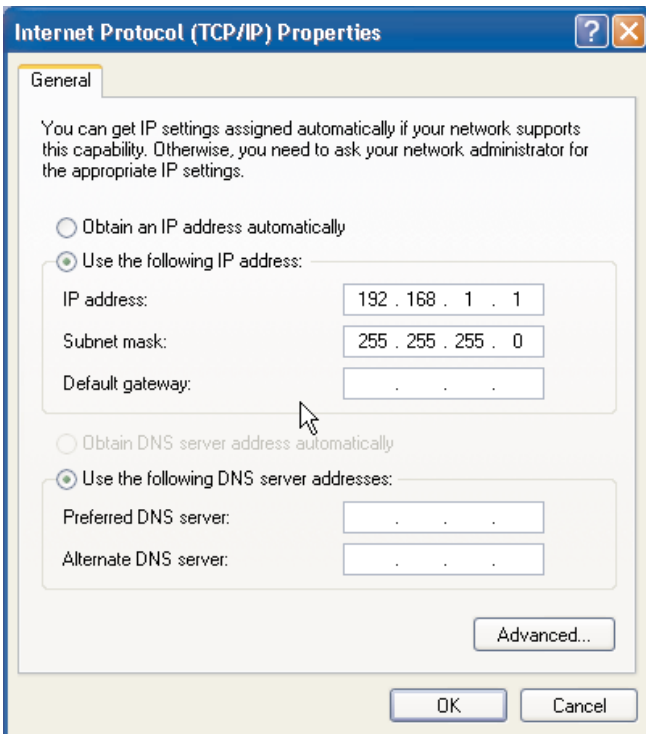 Internet Protocol (TCP/IP) Properties
General
You can get IP settings assigned automatically if your network supports
this capability. Otherwise, you need to ask your network administrator for
the appropriate IP settings.
Obtain an IP address automatically
Use the following IP address:
IP address: 192 . 168 . 1 . 1
Subnet mask: 255 . 255 . 255 . 0
Default gateway: . . .
Obtain DNS server address automatically
Use the following DNS server addresses:
Preferred DNS server: . . .
Alternate DNS server: . . .
Advanced...
OK Cancel